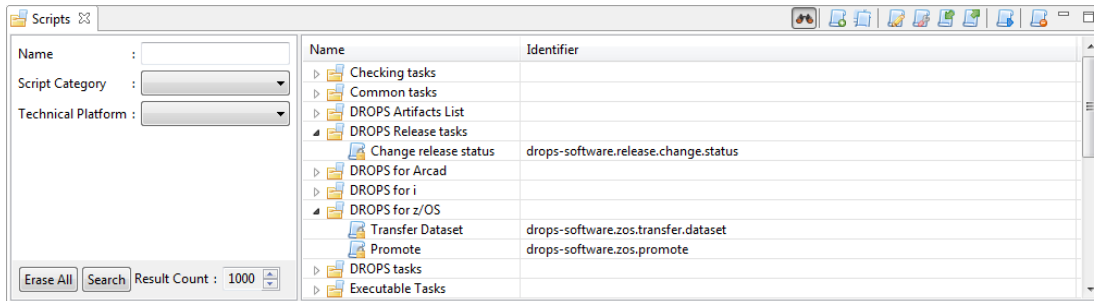 Scripts
Name :
Script Category :
Technical Platform :
Erase All Search Result Count : 1000
Name Identifier
Checking tasks
Common tasks
DROPS Artifacts List
DROPS Release tasks
Change release status drops-software.release.change.status
DROPS for Arcad
DROPS for i
DROPS for z/OS
Transfer Dataset drops-software.zos.transfer.dataset
Promote drops-software.zos.promote
DROPS tasks
Executable Tasks